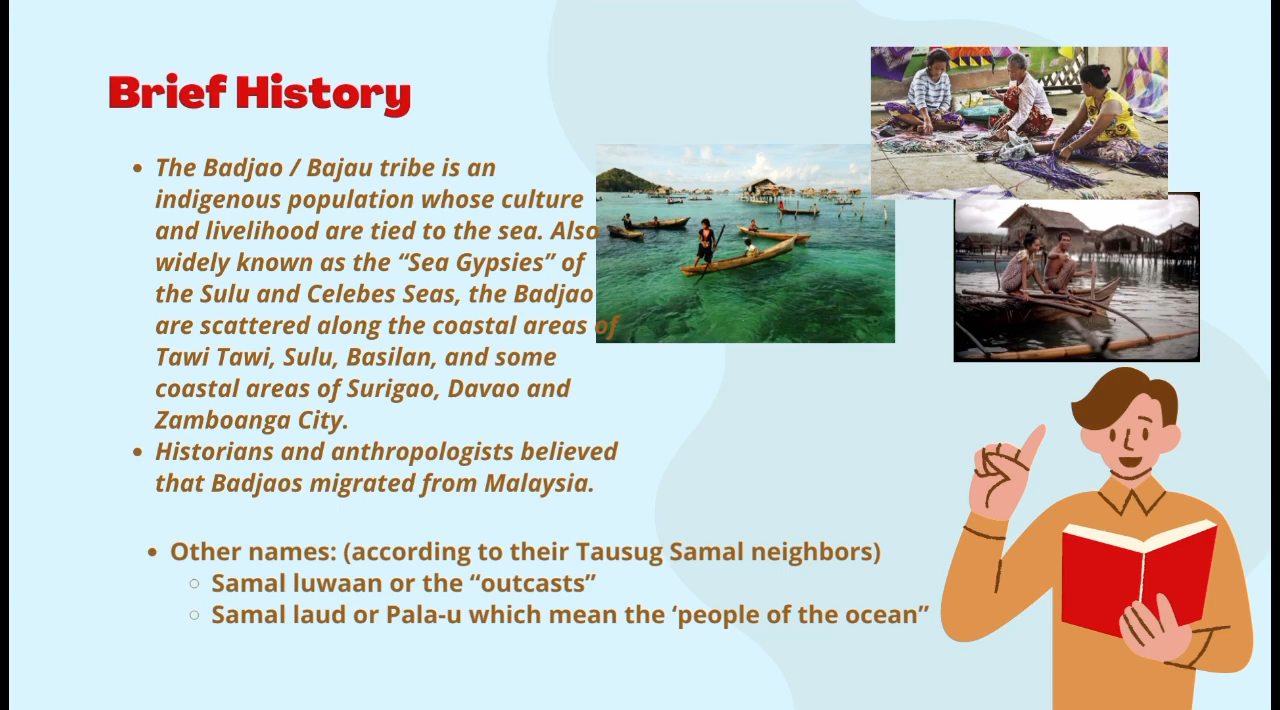 Brief History
• The Badjao / Bajau tribe is an
indigenous population whose culture
and livelihood are tied to the sea. Also
widely known as the “Sea Gypsies” of
the Sulu and Celebes Seas, the Badjao
are scattered along the coastal areas of
Tawi Tawi, Sulu, Basilan, and some
coastal areas of Surigao, Davao and
Zamboanga City.
• Historians and anthropologists believed
that Badjaos migrated from Malaysia.
• Other names: (according to their Tausug Samal neighbors)
○ Samal luwaan or the “outcasts”
○ Samal laud or Pala-u which mean the ‘people of the ocean”